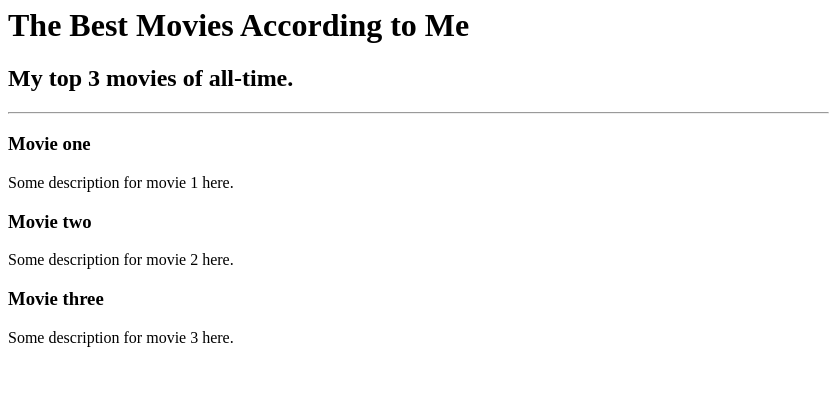 The Best Movies According to Me
My top 3 movies of all-time.
Movie one
Some description for movie 1 here.
Movie two
Some description for movie 2 here.
Movie three
Some description for movie 3 here.